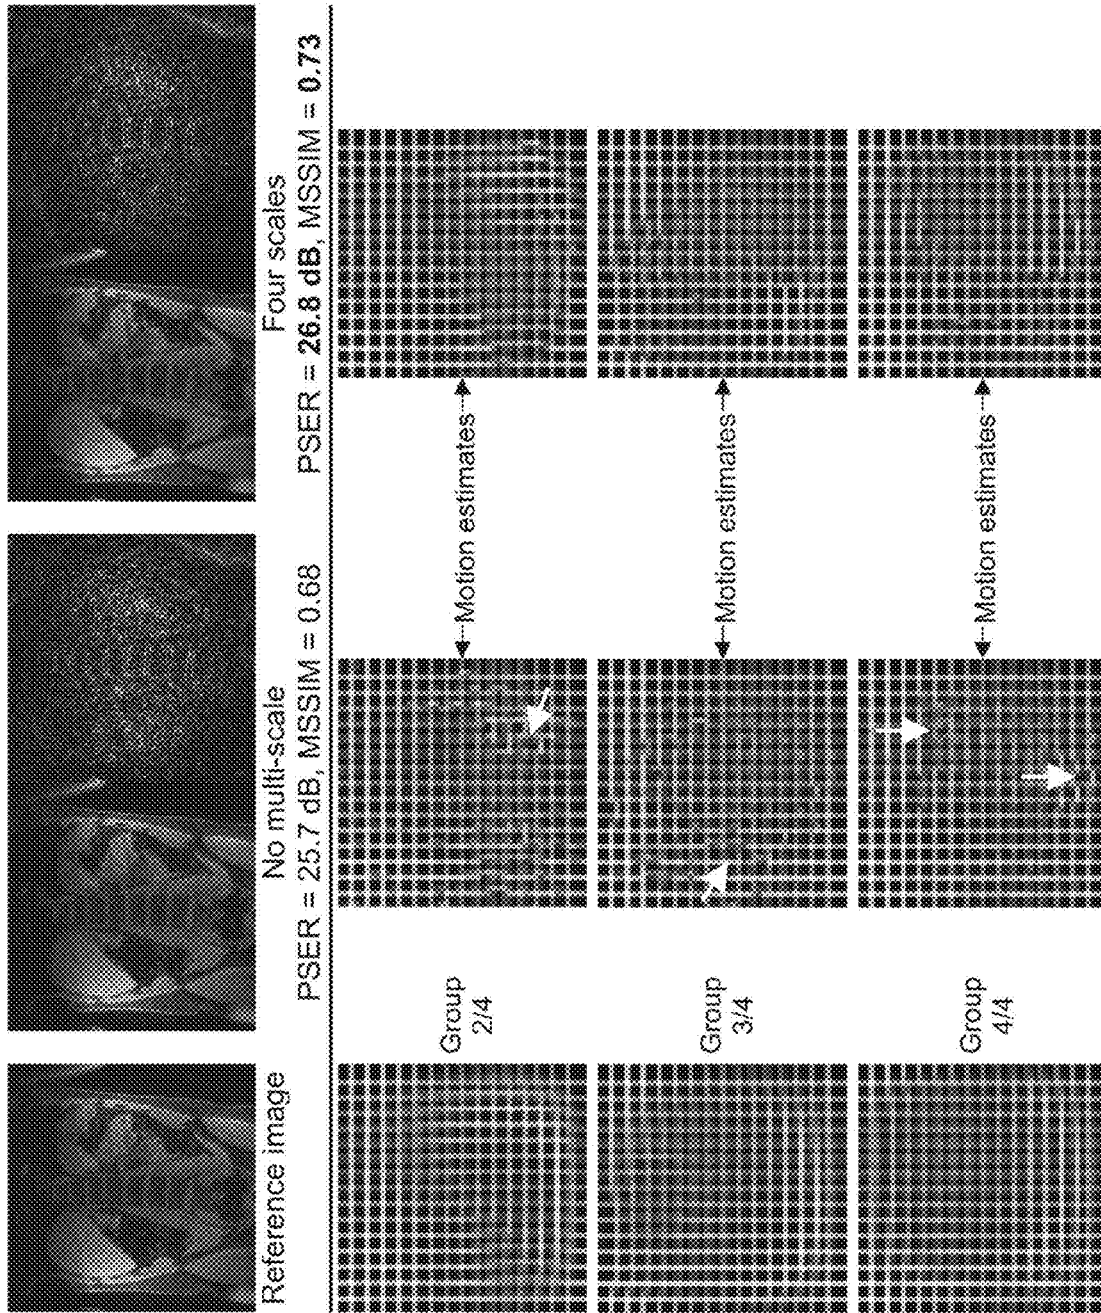 Reference image
No multi-scale
PSER = 25.7 dB, MSSIM = 0.68
Four scales
PSER = 26.8 dB, MSSIM = 0.73
Group
2/4
Motion estimates
Group
3/4
Motion estimates
Group
4/4
Motion estimates